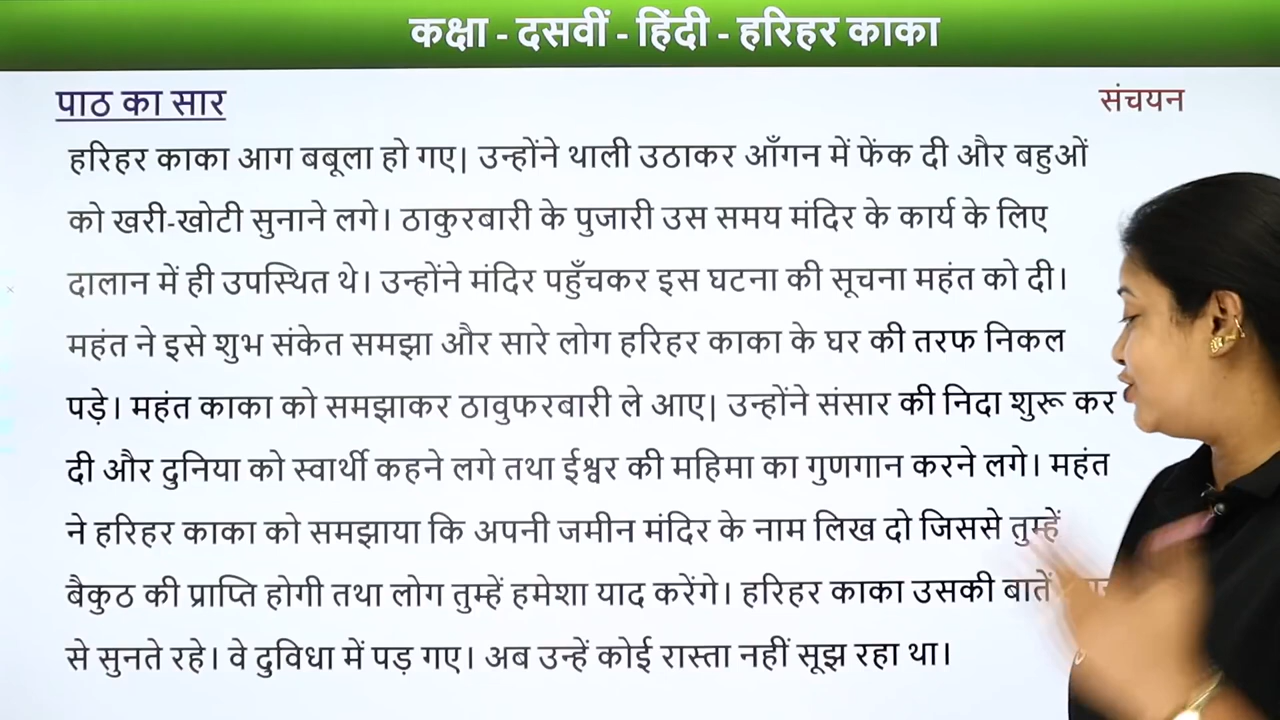 कक्षा - दसवीं - हिंदी - हरिहर काका
पाठ का सार
संचयन
हरिहर काका आग बबूला हो गए| उन्होंने थाली उठाकर आँगन में फेंक दी और बहुओं
को खरी-खोटी सुनाने लगे। ठाकुरबारी के पुजारी उस समय मंदिर के कार्य के लिए
दालान में ही उपस्थित थे। उन्होंने मंदिर पहुँचकर इस घटना की सूचना महंत को दी।
महंत ने इसे शुभ संकेत समझा और सारे लोग हरिहर काका के घर की तरफ निकल
पड़े। महंत काका को समझाकर ठावुफरबारी ले आए| उन्होंने संसार की निदा शुरू कर
दी और दुनिया को स्वार्थी कहने लगे तथा ईश्वर की महिमा का गुणगान करने लगे। महंत
ने हरिहर काका को समझाया कि अपनी जमीन मंदिर के नाम लिख दो जिससे तुम्हें
बैकुठ की प्राप्ति होगी तथा लोग तुम्हें हमेशा याद करेंगे। हरिहर काका उसकी बातें
से सुनते रहे। वे दुविधा में पड़ गए। अब उन्हें कोई रास्ता नहीं सूझ रहा था।